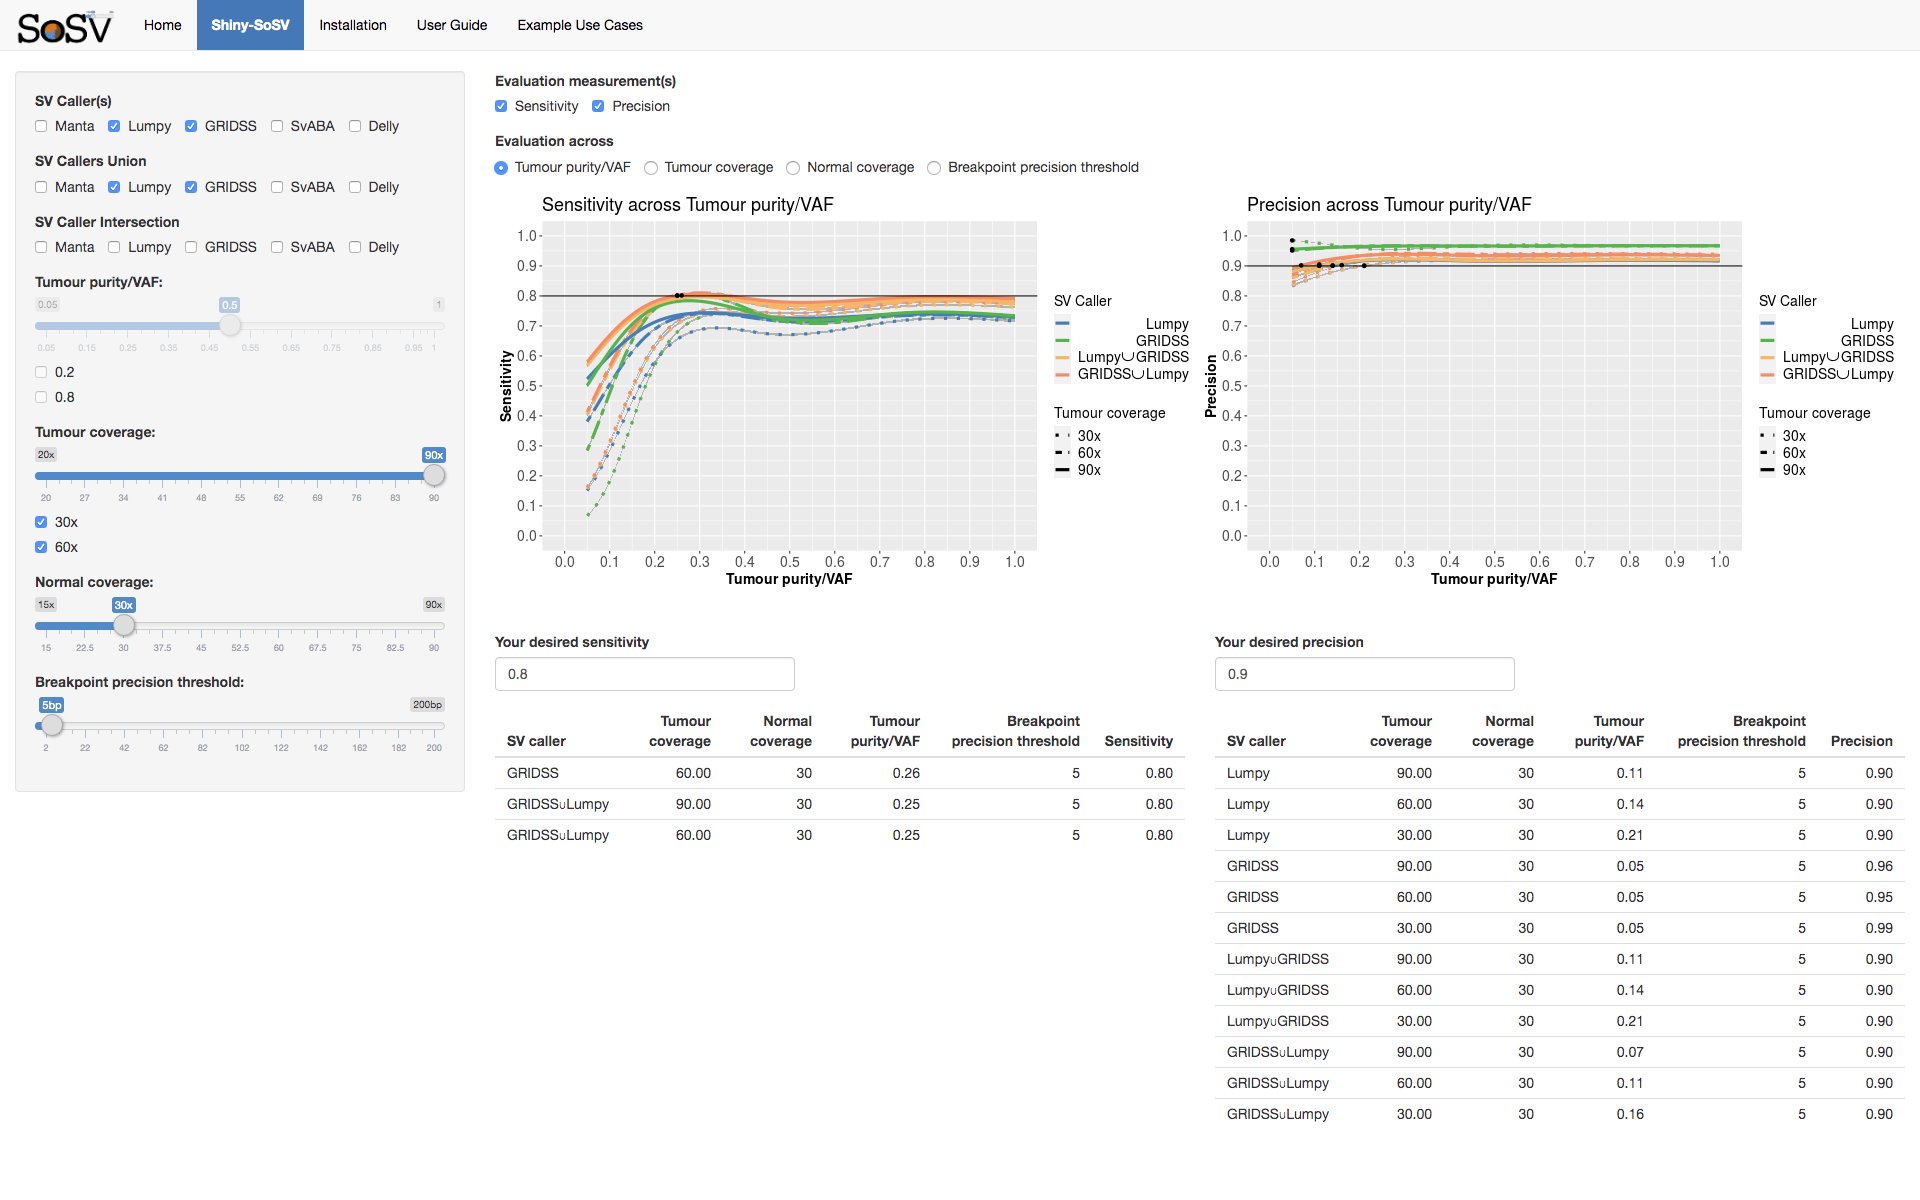 SoSV Home Shiny-SoSV Installation User Guide Example Use Cases
SV Caller(s)
Manta Lumpy GRIDSS SvABA Delly
SV Callers Union
Manta Lumpy GRIDSS SvABA Delly
SV Caller Intersection
Manta Lumpy GRIDSS SvABA Delly
Tumour purity/VAF:
0.05 0.5 1
0.05 0.15 0.25 0.35 0.45 0.55 0.65 0.75 0.85 0.95 1
0.2
0.8
Tumour coverage:
20x 90x
20 27 34 41 48 55 62 69 76 83 90
30x
60x
Normal coverage:
15x 30x 90x
15 22.5 30 37.5 45 52.5 60 67.5 75 82.5 90
Breakpoint precision threshold:
5bp 200bp
2 22 42 62 82 102 122 142 162 182 200
Evaluation measurement(s)
Sensitivity Precision
Evaluation across
Tumour purity/VAF Tumour coverage Normal coverage Breakpoint precision threshold
Sensitivity across Tumour purity/VAF
1.0
0.9
0.8
0.7
0.6
0.5
0.4
0.3
0.2
0.1
0.0
Sensitivity
0.0 0.1 0.2 0.3 0.4 0.5 0.6 0.7 0.8 0.9 1.0
Tumour purity/VAF
SV Caller
Lumpy
GRIDSS
Lumpy∪GRIDSS
GRIDSS∪Lumpy
Tumour coverage
30x
60x
90x
Precision across Tumour purity/VAF
1.0
0.9
0.8
0.7
0.6
0.5
0.4
0.3
0.2
0.1
0.0
Precision
0.0 0.1 0.2 0.3 0.4 0.5 0.6 0.7 0.8 0.9 1.0
Tumour purity/VAF
SV Caller
Lumpy
GRIDSS
Lumpy∪GRIDSS
GRIDSS∪Lumpy
Tumour coverage
30x
60x
90x
Your desired sensitivity
0.8
Tumour Normal Tumour Breakpoint
SV caller coverage coverage purity/VAF precision threshold Sensitivity
GRIDSS 60.00 30 0.26 5 0.80
GRIDSS∪Lumpy 90.00 30 0.25 5 0.80
GRIDSS∪Lumpy 60.00 30 0.25 5 0.80
Your desired precision
0.9
Tumour Normal Tumour Breakpoint
SV caller coverage coverage purity/VAF precision threshold Precision
Lumpy 90.00 30 0.11 5 0.90
Lumpy 60.00 30 0.14 5 0.90
Lumpy 30.00 30 0.21 5 0.90
GRIDSS 90.00 30 0.05 5 0.96
GRIDSS 60.00 30 0.05 5 0.95
GRIDSS 30.00 30 0.05 5 0.99
Lumpy∪GRIDSS 90.00 30 0.11 5 0.90
Lumpy∪GRIDSS 60.00 30 0.14 5 0.90
Lumpy∪GRIDSS 30.00 30 0.21 5 0.90
GRIDSS∪Lumpy 90.00 30 0.07 5 0.90
GRIDSS∪Lumpy 60.00 30 0.11 5 0.90
GRIDSS∪Lumpy 30.00 30 0.16 5 0.90